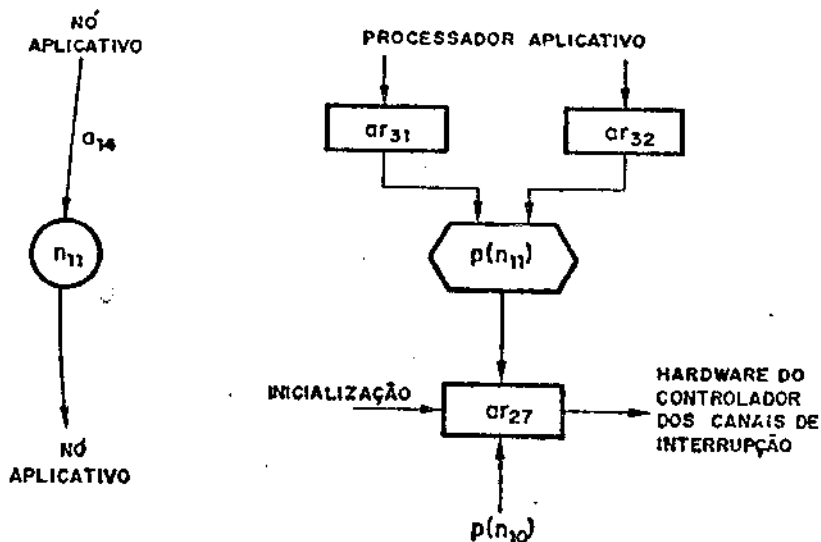 NÓ
APLICATIVO
a14
n11
NÓ
APLICATIVO
PROCESSADOR APLICATIVO
ar31
ar32
p(n11)
INICIALIZAÇÃO
ar27
HARDWARE DO
CONTROLADOR
DOS CANAIS DE
INTERRUPÇÃO
p(n10)